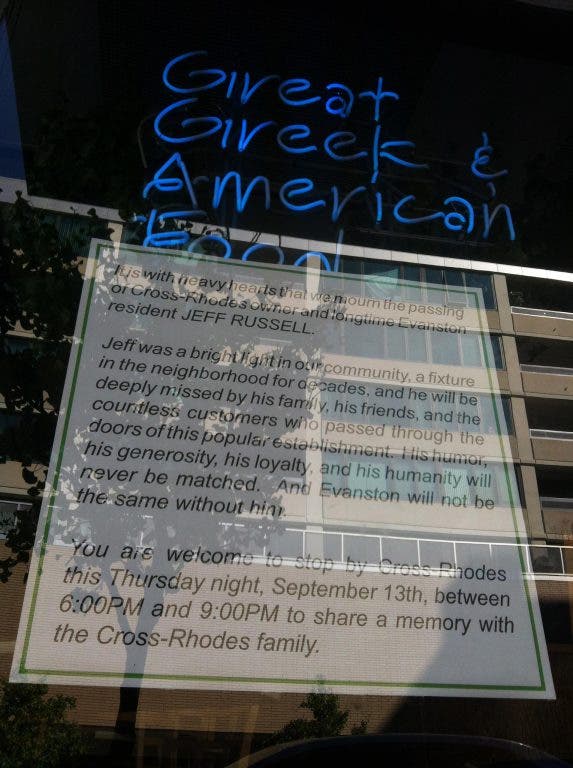 Great
Greek &
American
Food
It is with heavy hearts that we mourn the passing
of Cross-Rhodes owner and longtime Evanston
resident JEFF RUSSELL.
Jeff was a bright light in our community, a fixture
in the neighborhood for decades, and he will be
deeply missed by his family, his friends, and the
countless customers who passed through the
doors of this popular establishment. His humor,
his generosity, his loyalty, and his humanity will
never be matched. And Evanston will not be
the same without him.
You are welcome to stop by Cross-Rhodes
this Thursday night, September 13th, between
6:00PM and 9:00PM to share a memory with
the Cross-Rhodes family.